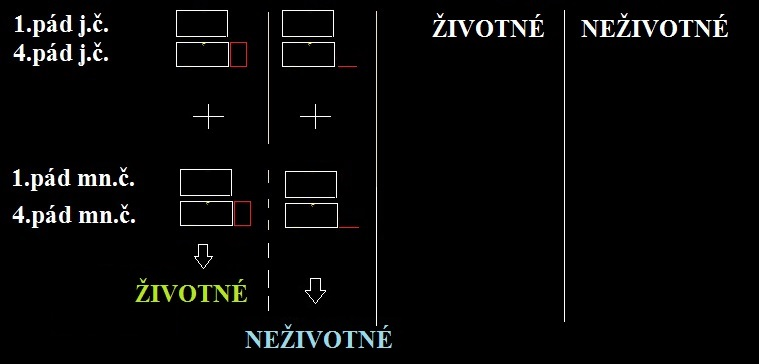 1.pád j.č.
4.pád j.č.
ŽIVOTNÉ
NEŽIVOTNÉ
1.pád mn.č.
4.pád mn.č.
ŽIVOTNÉ
NEŽIVOTNÉ